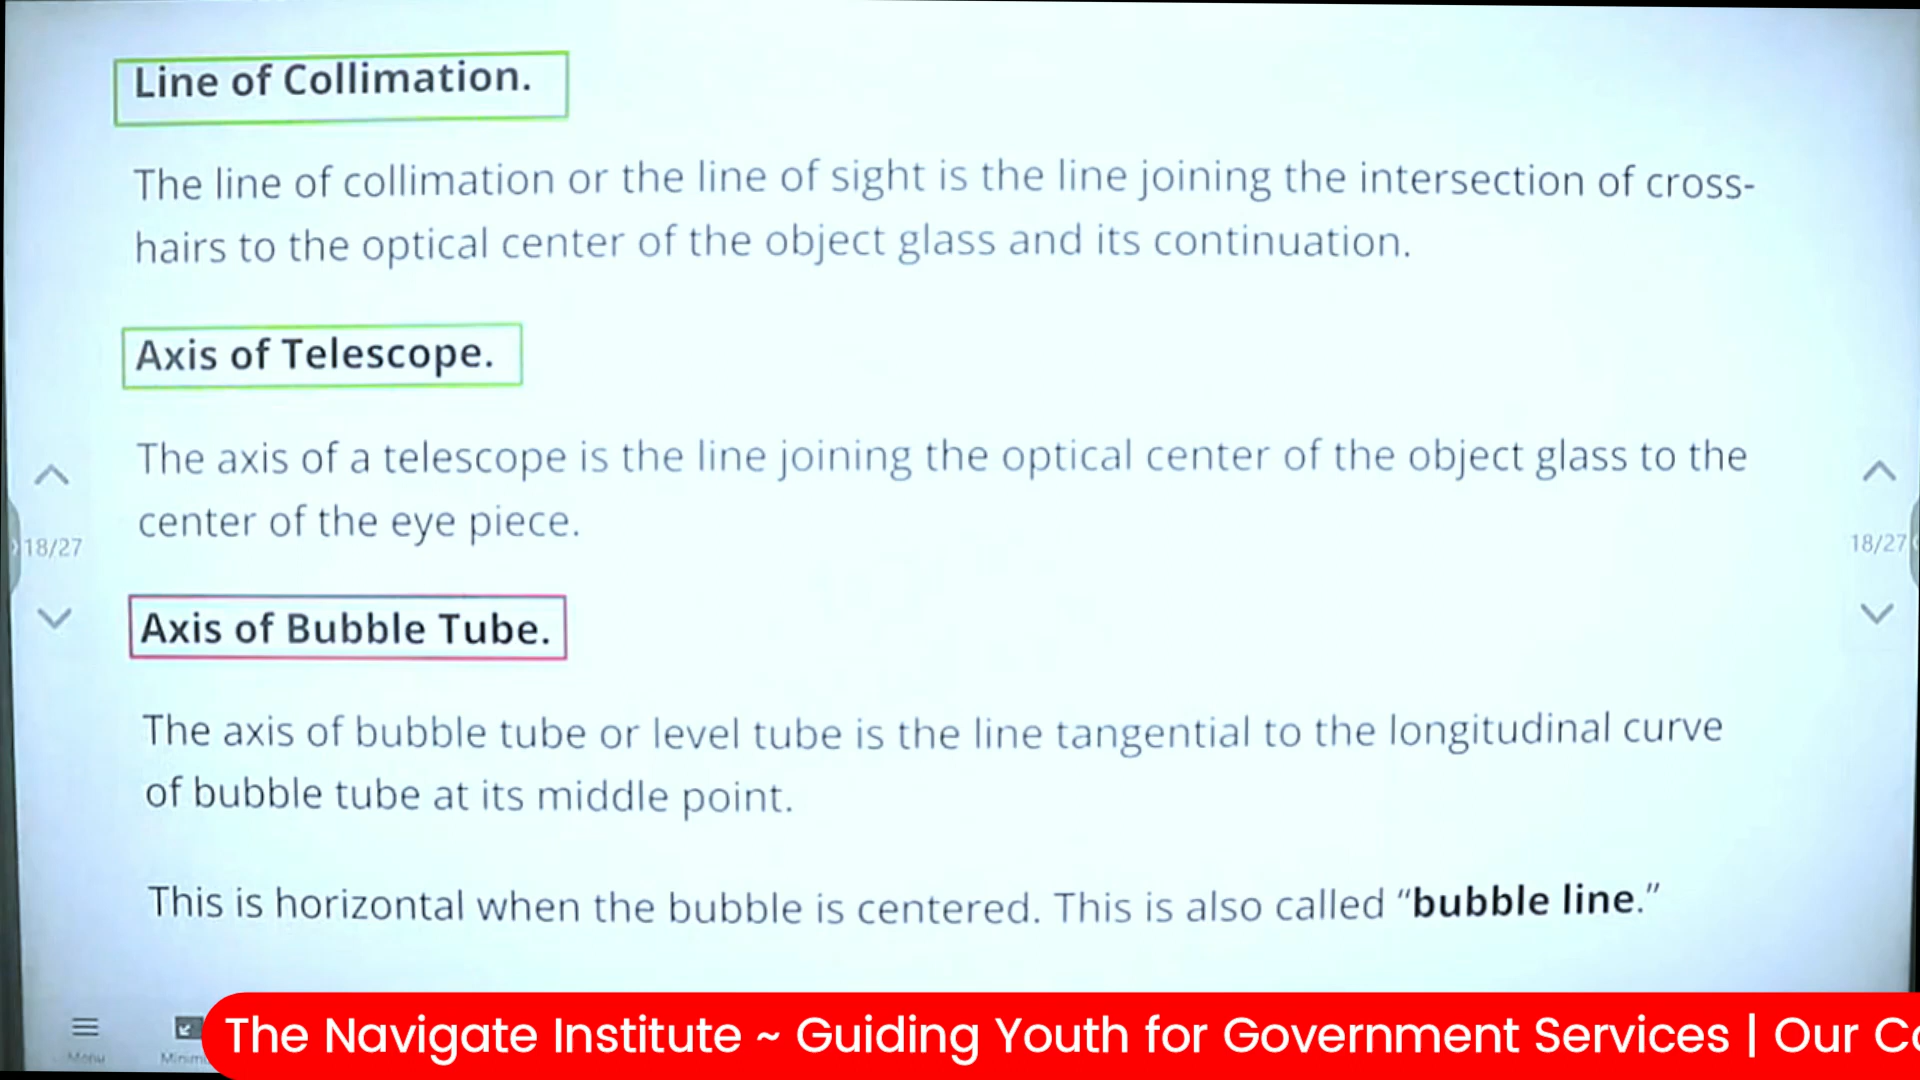 Line of Collimation.
The line of collimation or the line of sight is the line joining the intersection of cross-
hairs to the optical center of the object glass and its continuation.
Axis of Telescope.
The axis of a telescope is the line joining the optical center of the object glass to the
center of the eye piece.
18/27
18/27
Axis of Bubble Tube.
The axis of bubble tube or level tube is the line tangential to the longitudinal curve
of bubble tube at its middle point.
This is horizontal when the bubble is centered. This is also called “bubble line.”
Menu
The Navigate Institute ~ Guiding Youth for Government Services | Our